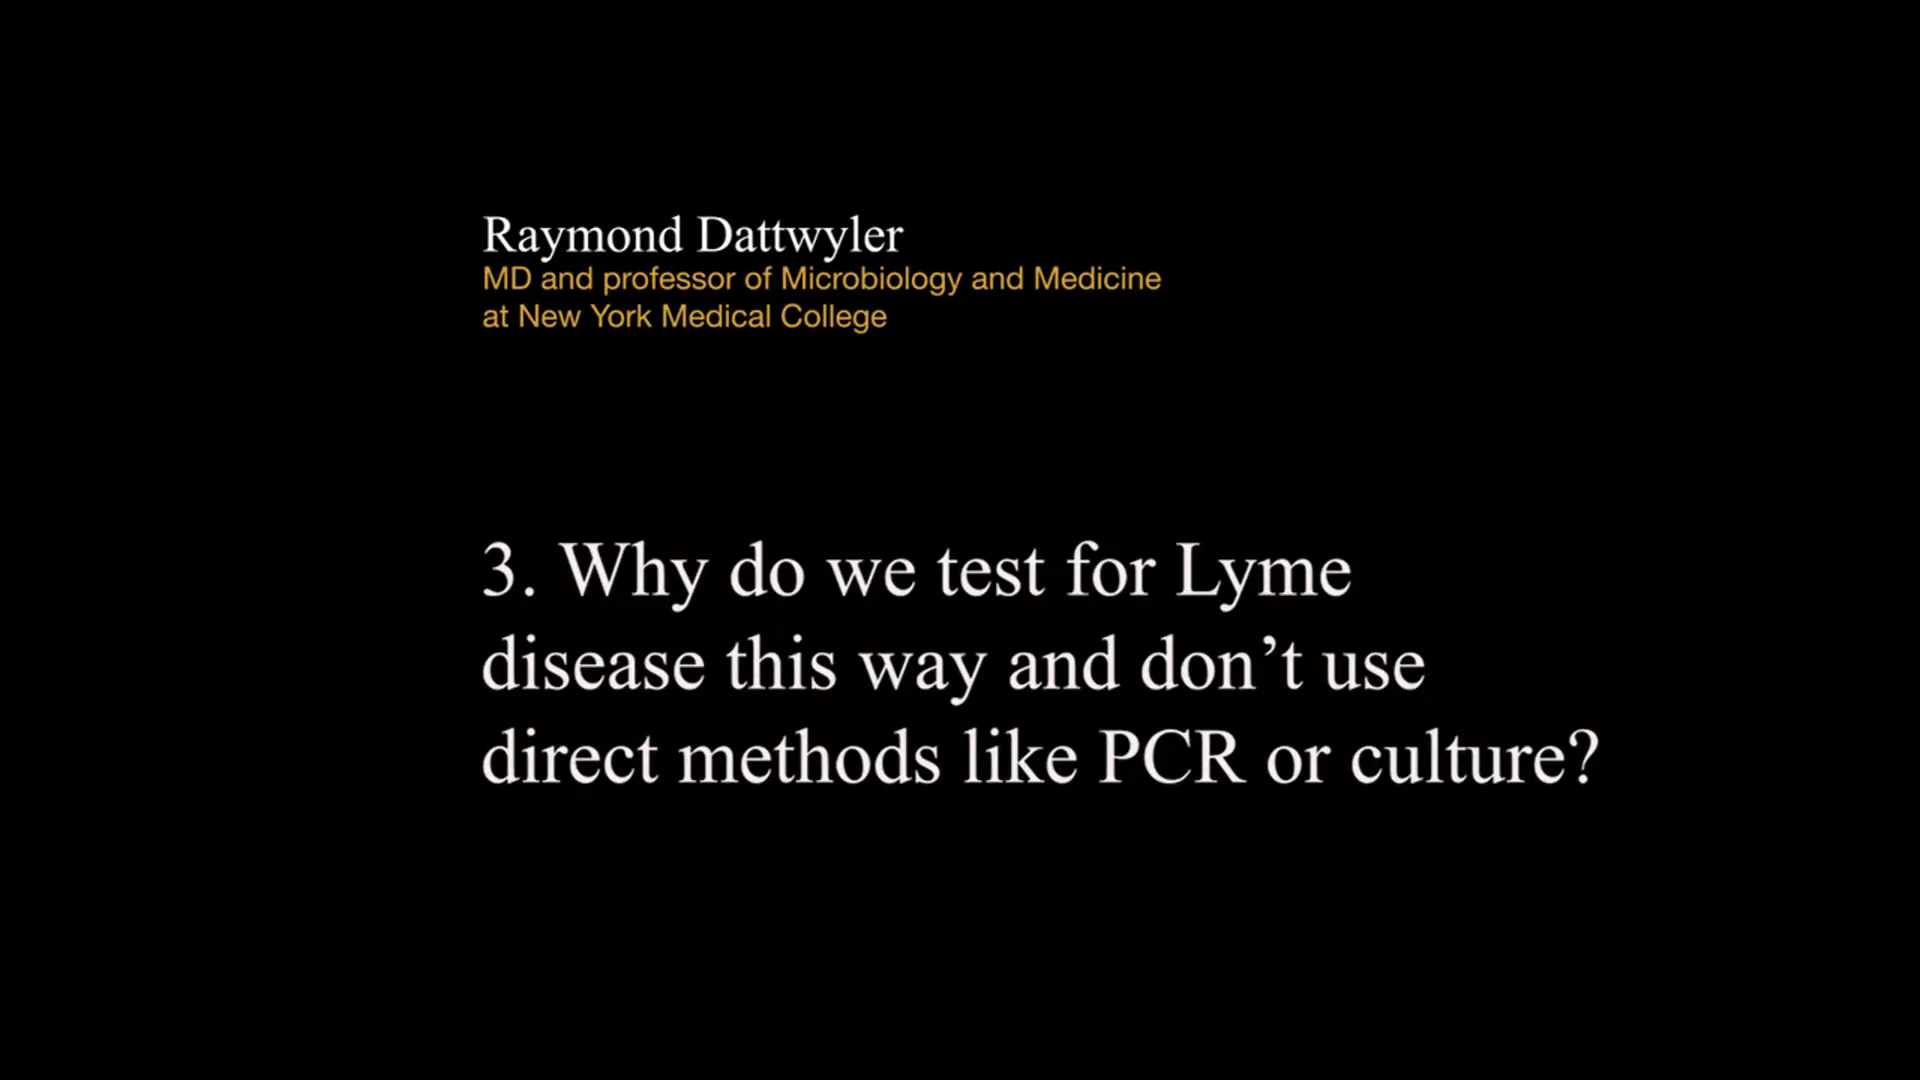 Raymond Dattwyler
MD and professor of Microbiology and Medicine
at New York Medical College
3. Why do we test for Lyme
disease this way and don’t use
direct methods like PCR or culture?